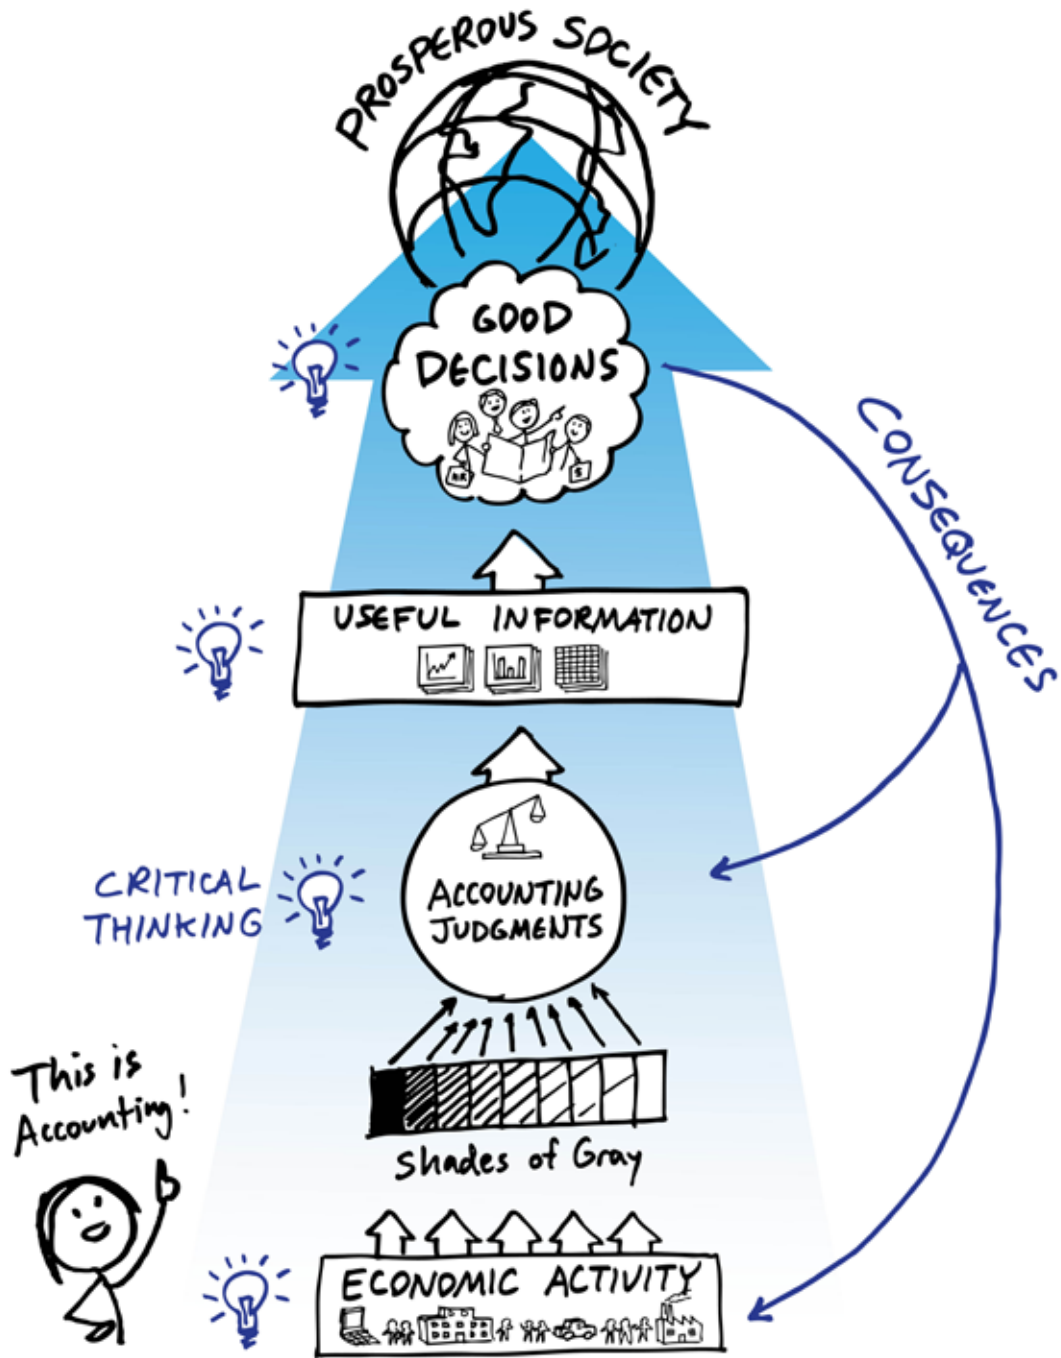 PROSPEROUS SOCIETY
GOOD
DECISIONS
$
CONSEQUENCES
USEFUL INFORMATION
CRITICAL
THINKING
ACCOUNTING
JUDGMENTS
This is
Accounting!
Shades of Gray
ECONOMIC ACTIVITY